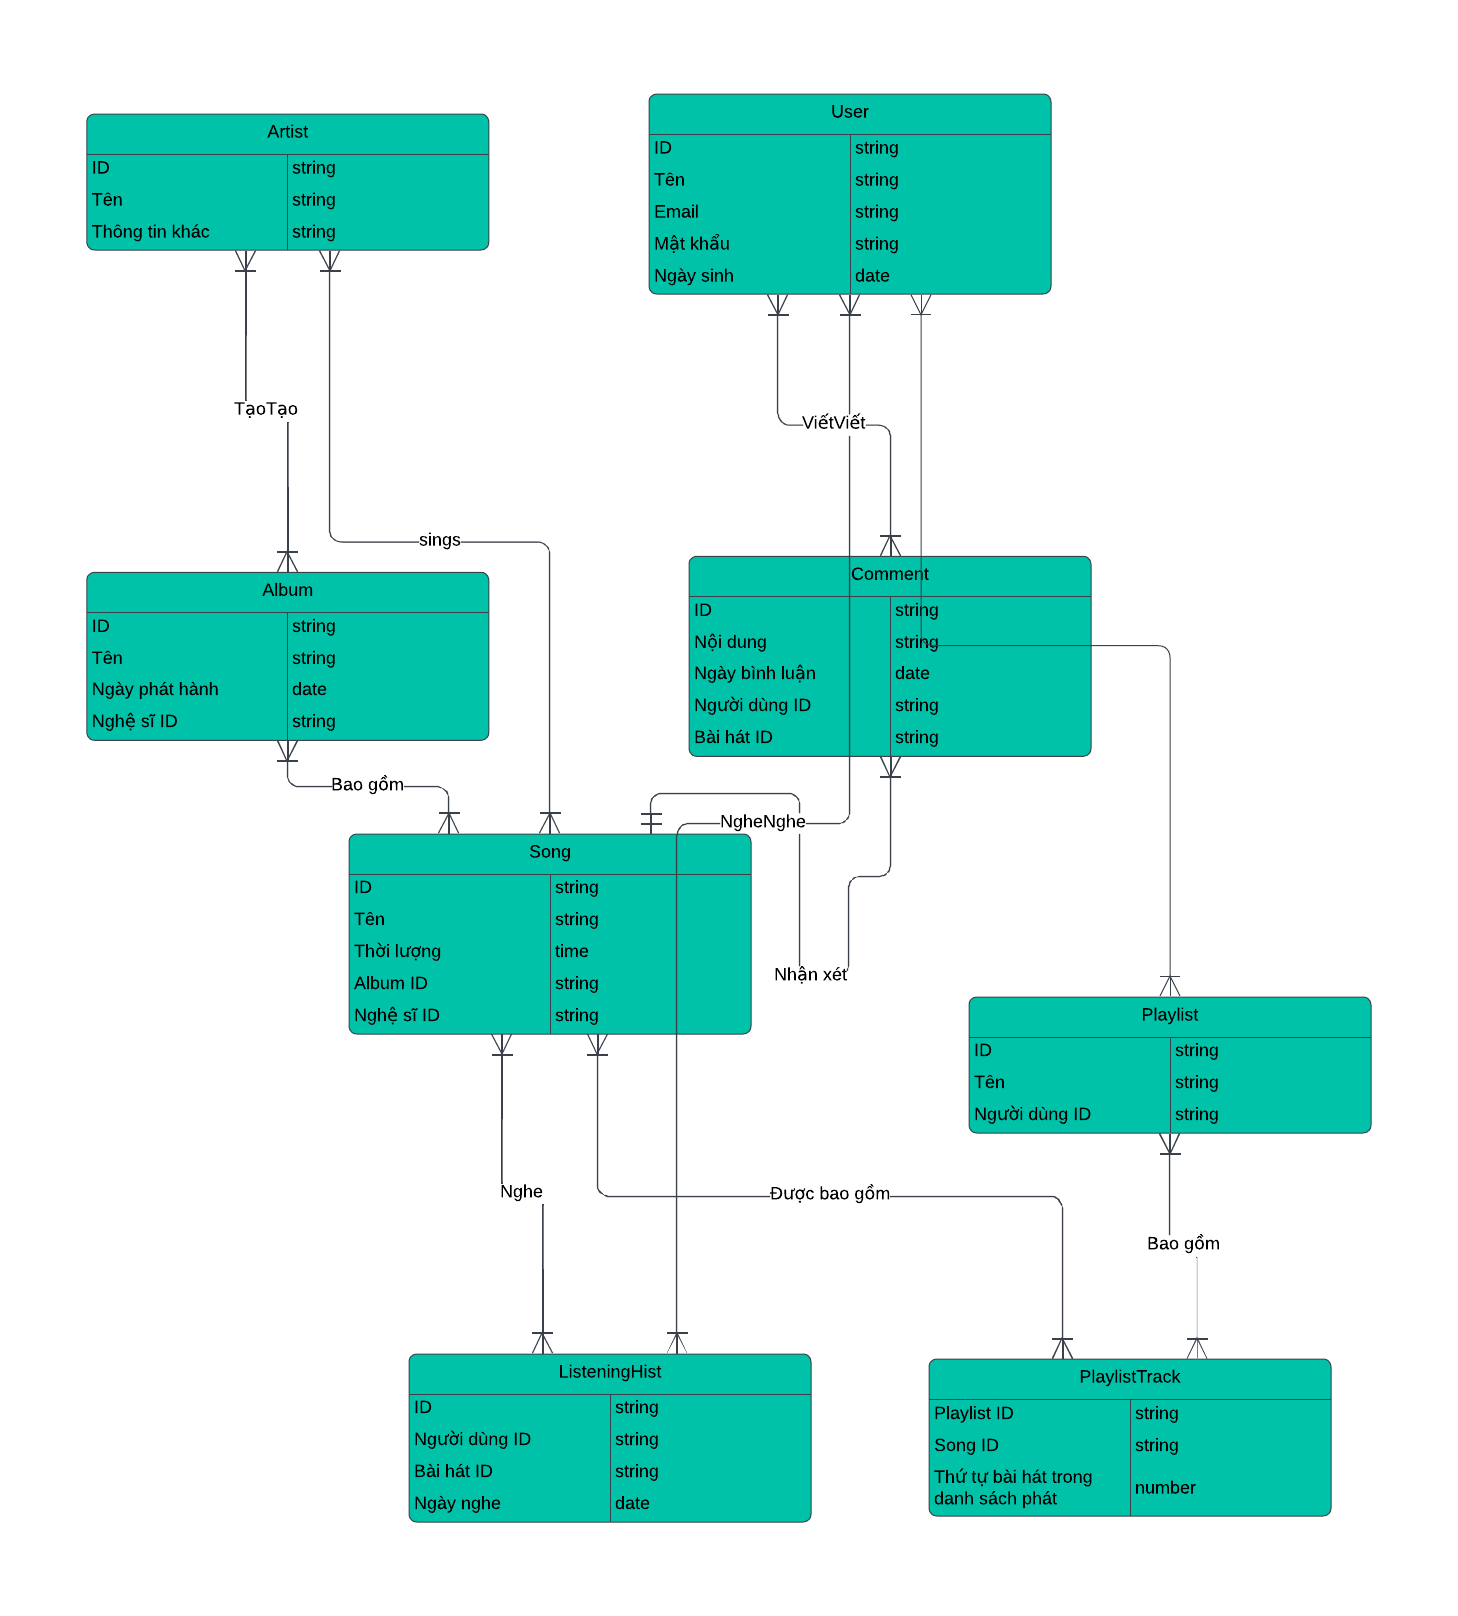 Artist
ID string
Tên string
Thông tin khác string
User
ID string
Tên string
Email string
Mật khẩu string
Ngày sinh date
TạoTạo
ViếtViết
sings
Album
ID string
Tên string
Ngày phát hành date
Nghệ sĩ ID string
Comment
ID string
Nội dung string
Ngày bình luận date
Người dùng ID string
Bài hát ID string
Bao gồm
NgheNghe
Song
ID string
Tên string
Thời lượng time
Album ID string
Nghệ sĩ ID string
Nhận xét
Playlist
ID string
Tên string
Người dùng ID string
Nghe
Được bao gồm
Bao gồm
ListeningHist
ID string
Người dùng ID string
Bài hát ID string
Ngày nghe date
PlaylistTrack
Playlist ID string
Song ID string
Thứ tự bài hát trong
danh sách phát number